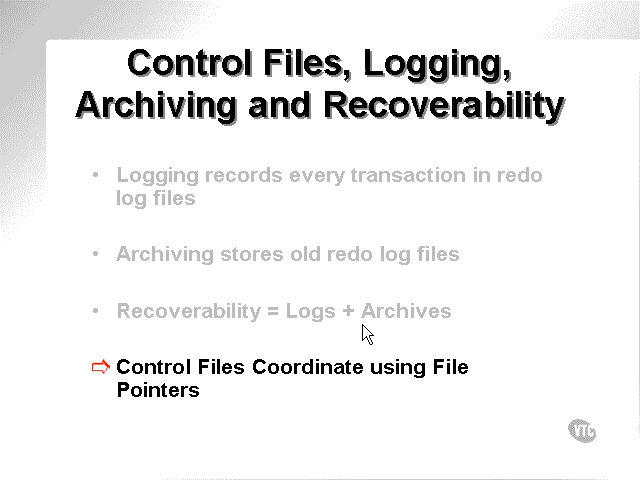 Control Files, Logging,
Archiving and Recoverability
• Logging records every transaction in redo
log files
• Archiving stores old redo log files
• Recoverability = Logs + Archives
Control Files Coordinate using File
Pointers
VTC